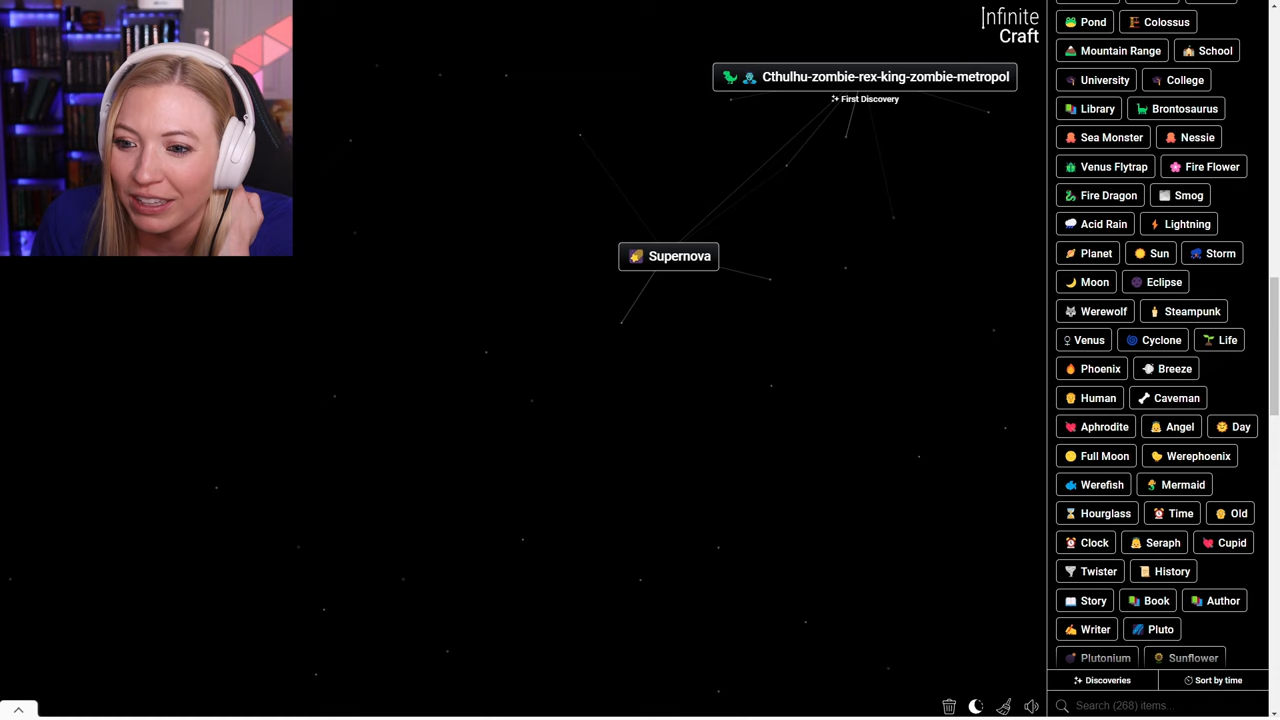 Infinite
Craft
Cthulhu-zombie-rex-king-zombie-metropol
First Discovery
Supernova
Pond Colossus
Mountain Range School
University College
Library Brontosaurus
Sea Monster Nessie
Venus Flytrap Fire Flower
Fire Dragon Smog
Acid Rain Lightning
Planet Sun Storm
Moon Eclipse
Werewolf Steampunk
Venus Cyclone Life
Phoenix Breeze
Human Caveman
Aphrodite Angel Day
Full Moon Werephoenix
Werefish Mermaid
Hourglass Time Old
Clock Seraph Cupid
Twister History
Story Book Author
Writer Pluto
Plutonium Sunflower
Discoveries Sort by time
Search (268) items...